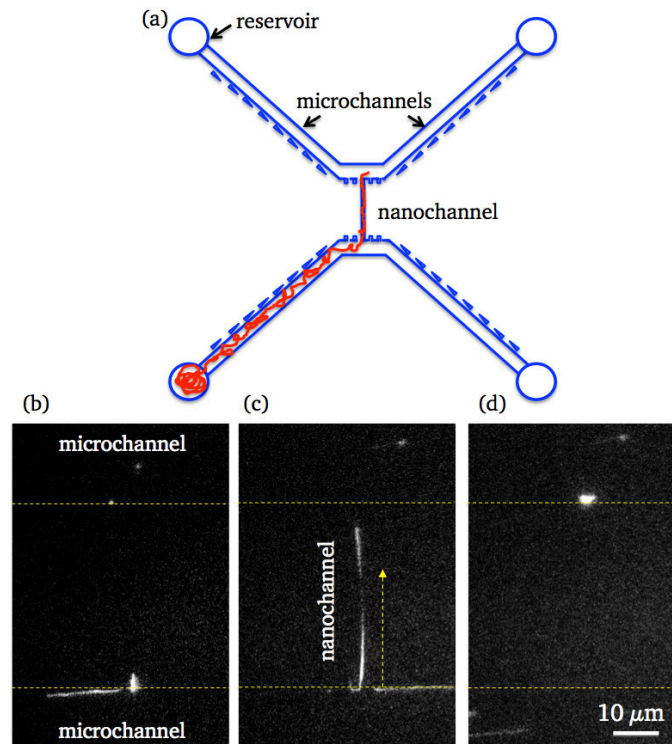 (a)
reservoir
microchannels
nanochannel
(b)
(c)
(d)
microchannel
nanochannel
microchannel
10 μm